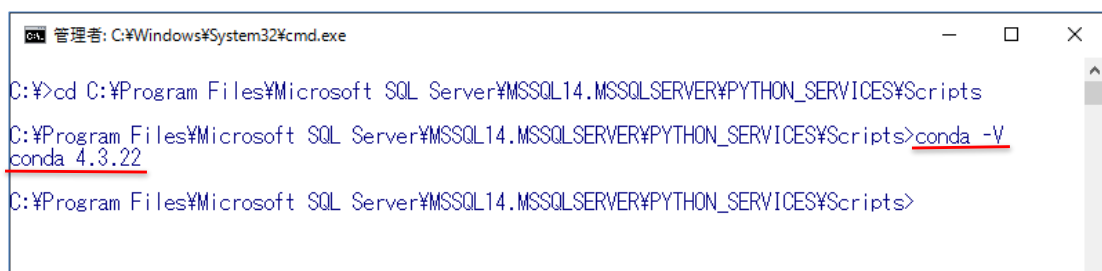 管理者: C:¥Windows¥System32¥cmd.exe
C:¥>cd C:¥Program Files¥Microsoft SQL Server¥MSSQL14.MSSQLSERVER¥PYTHON_SERVICES¥Scripts
C:¥Program Files¥Microsoft SQL Server¥MSSQL14.MSSQLSERVER¥PYTHON_SERVICES¥Scripts>conda -V
conda 4.3.22
C:¥Program Files¥Microsoft SQL Server¥MSSQL14.MSSQLSERVER¥PYTHON_SERVICES¥Scripts>